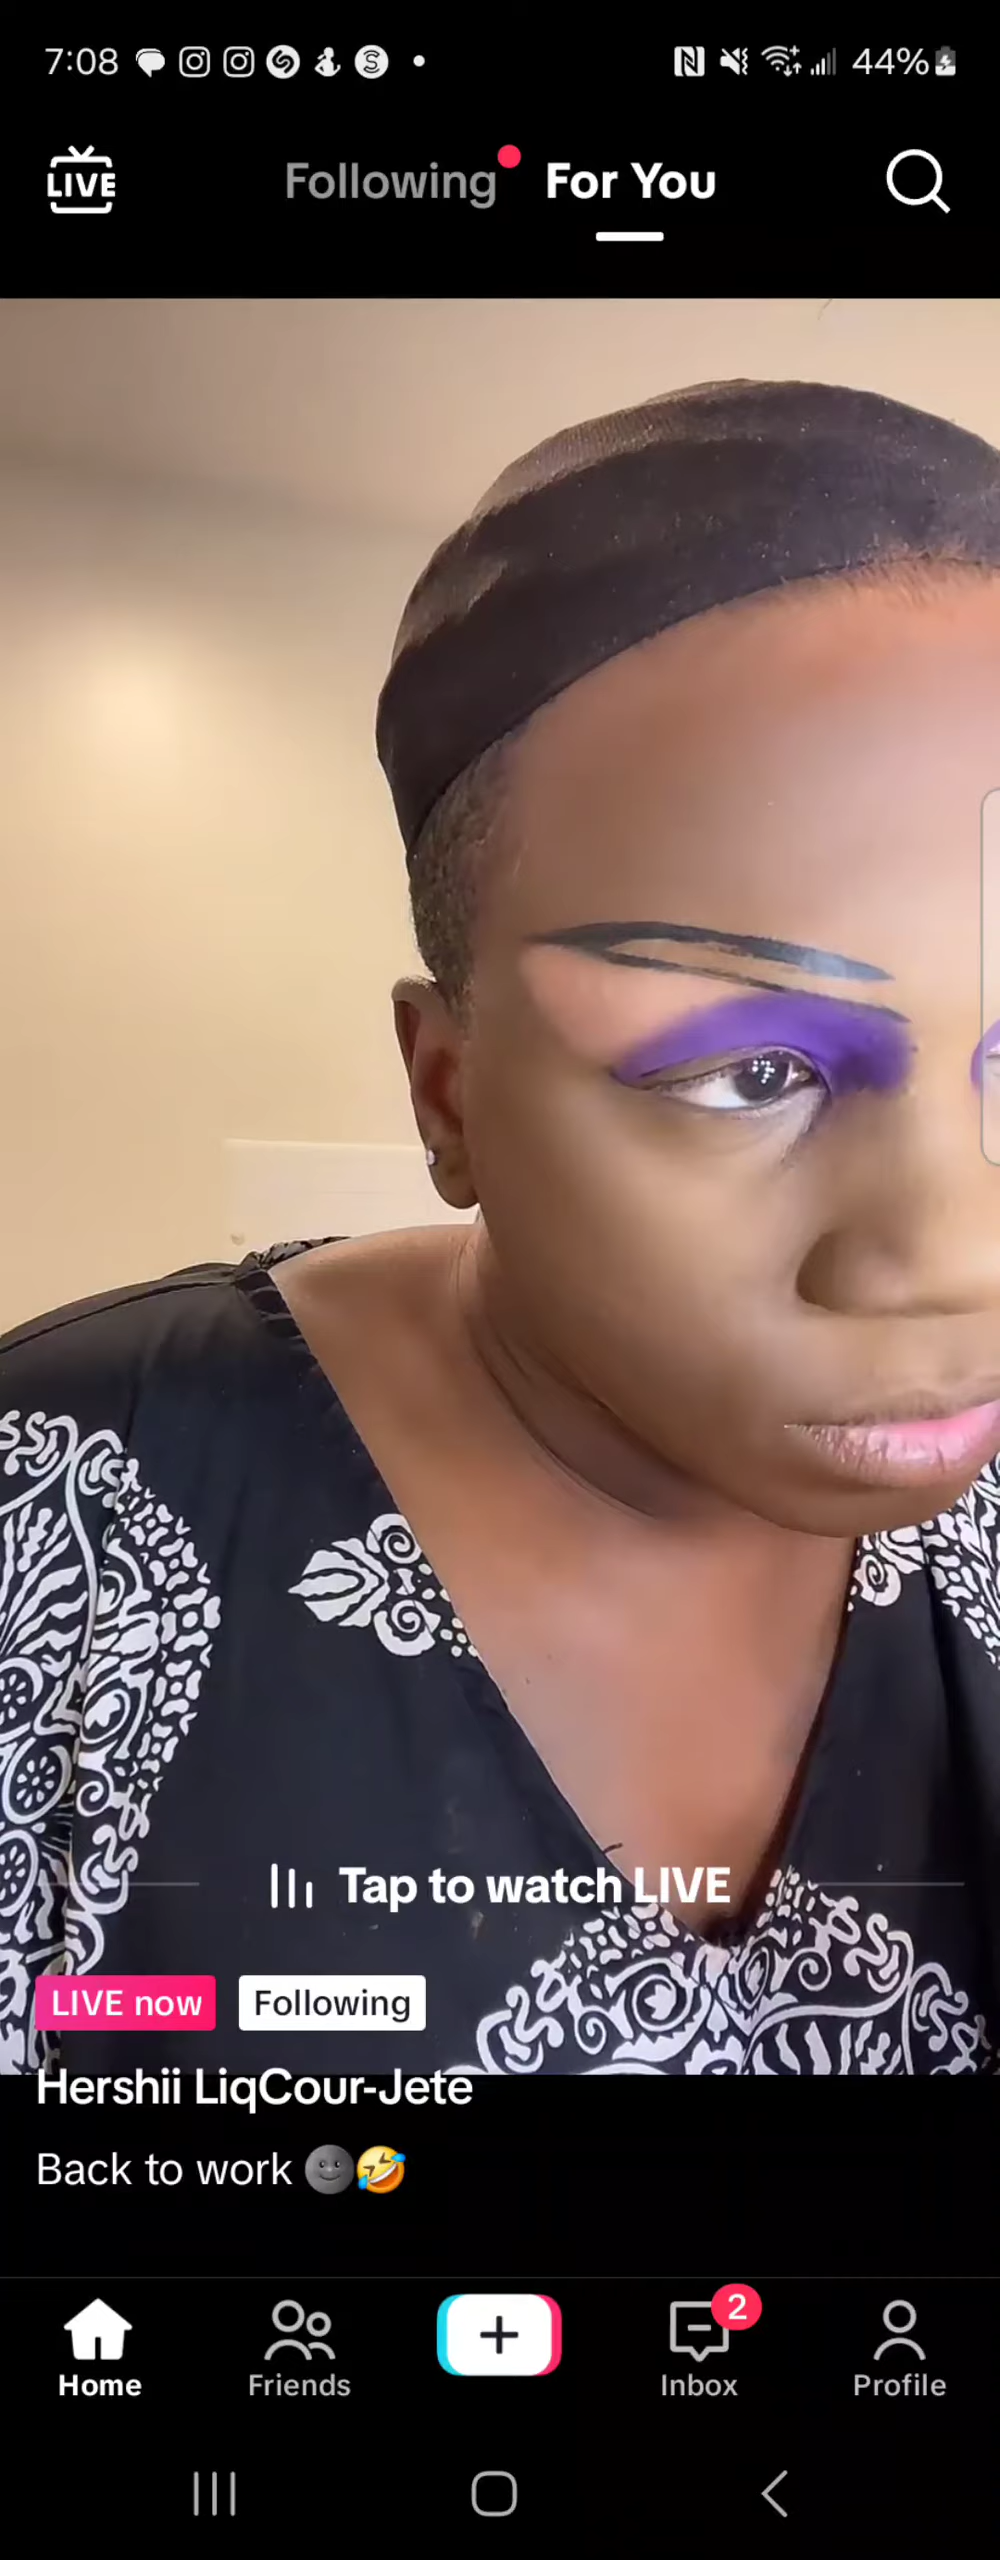 7:08
44%
LIVE
Following
For You
Tap to watch LIVE
LIVE now
Following
Hershii LiqCour-Jete
Back to work 🌚🤣
2
Home
Friends
Inbox
Profile